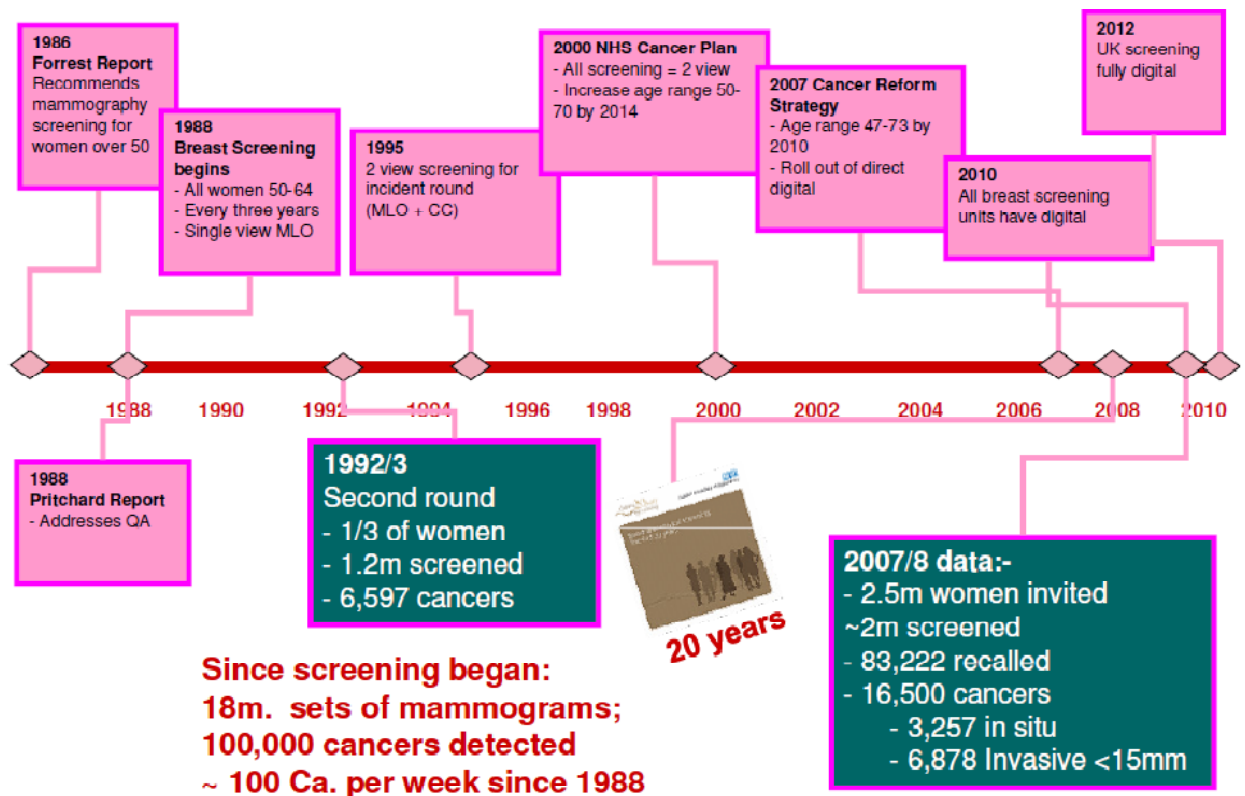 1986
Forrest Report
Recommends
mammography
screening for
women over 50
1988
Breast Screening
begins
- All women 50-64
- Every three years
- Single view MLO
1995
2 view screening for
incident round
(MLO + CC)
2000 NHS Cancer Plan
- All screening = 2 view
- Increase age range 50-
70 by 2014
2007 Cancer Reform
Strategy
- Age range 47-73 by
2010
- Roll out of direct
digital
2010
All breast screening
units have digital
2012
UK screening
fully digital
1988 1990 1992 1994 1996 1998 2000 2002 2004 2006 2008 2010
1988
Pritchard Report
- Addresses QA
1992/3
Second round
- 1/3 of women
- 1.2m screened
- 6,597 cancers
20 years
2007/8 data:-
- 2.5m women invited
~2m screened
- 83,222 recalled
- 16,500 cancers
- 3,257 in situ
- 6,878 Invasive <15mm
Since screening began:
18m. sets of mammograms;
100,000 cancers detected
~ 100 Ca. per week since 1988